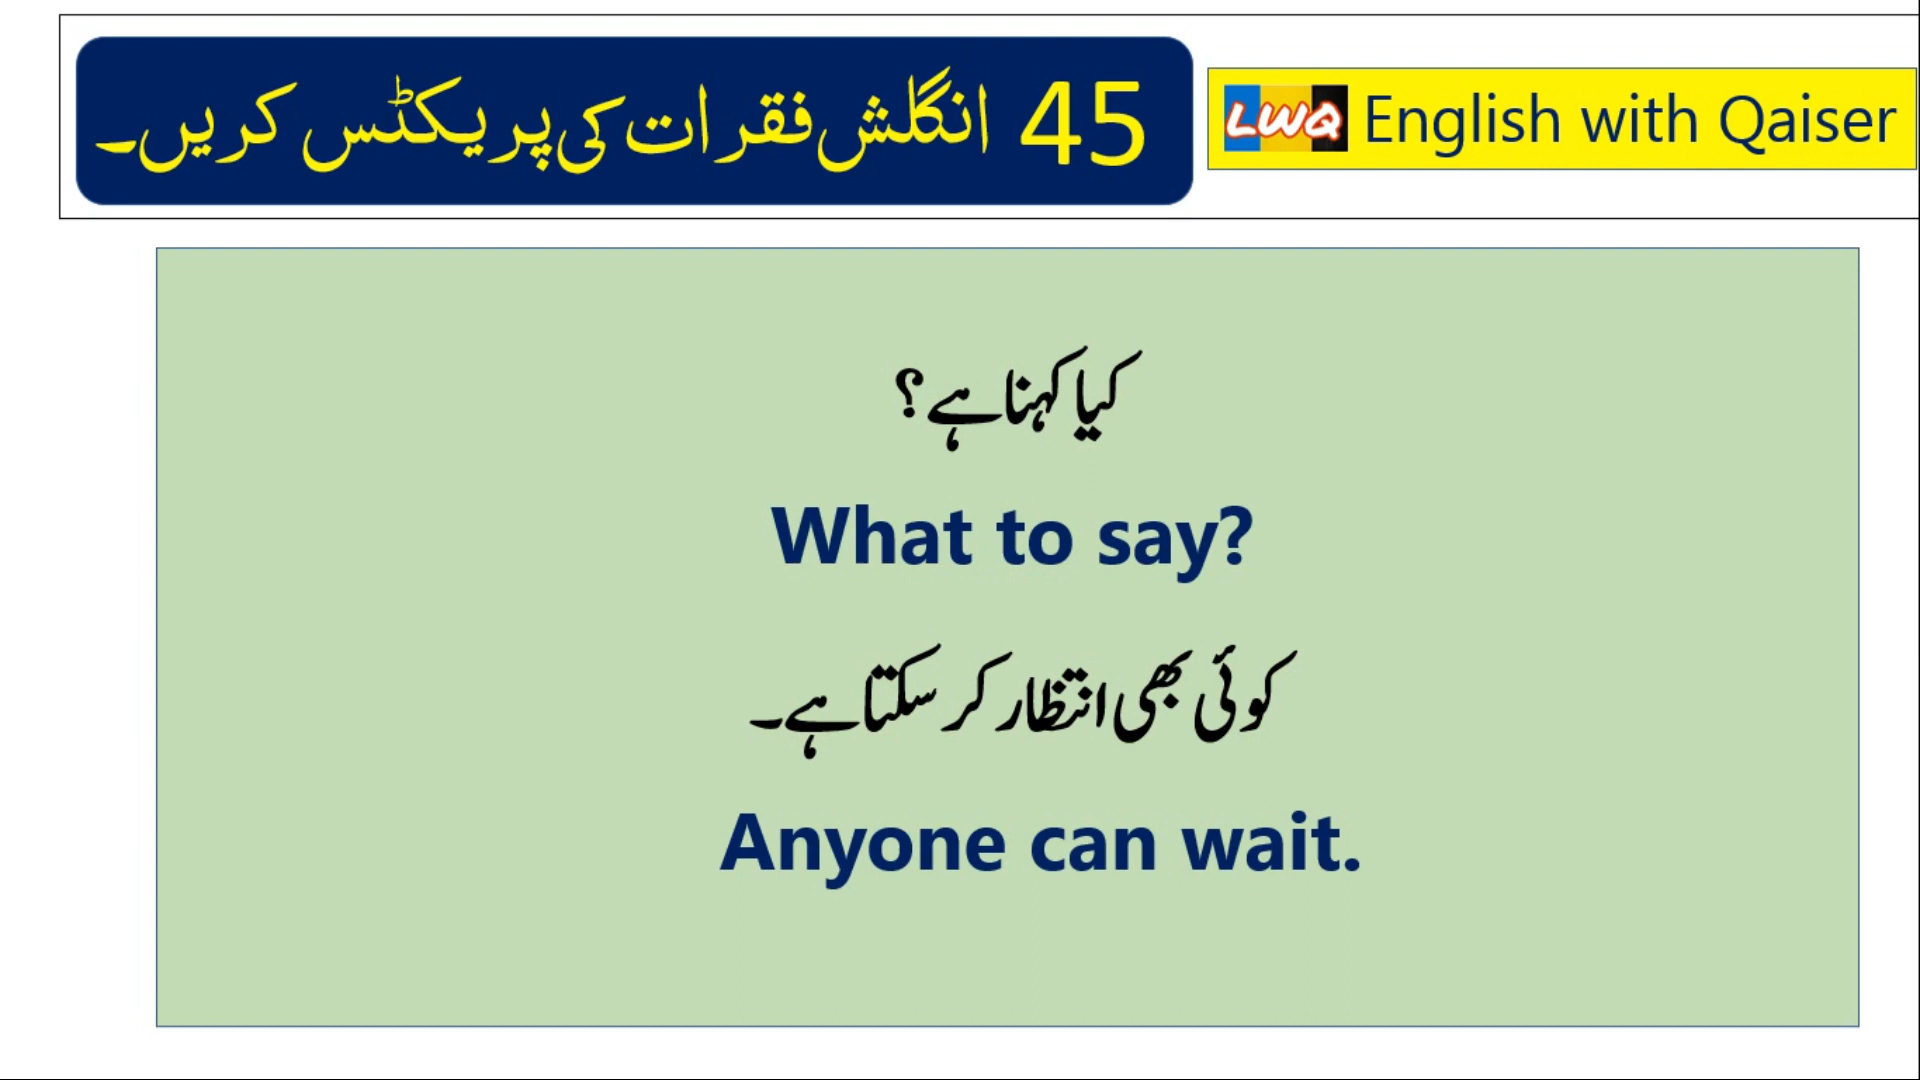 45 انگلش فقرات کی پریکٹس کریں۔
LWQ English with Qaiser
کیا کہنا ہے؟
What to say?
کوئی بھی انتظار کر سکتا ہے۔
Anyone can wait.